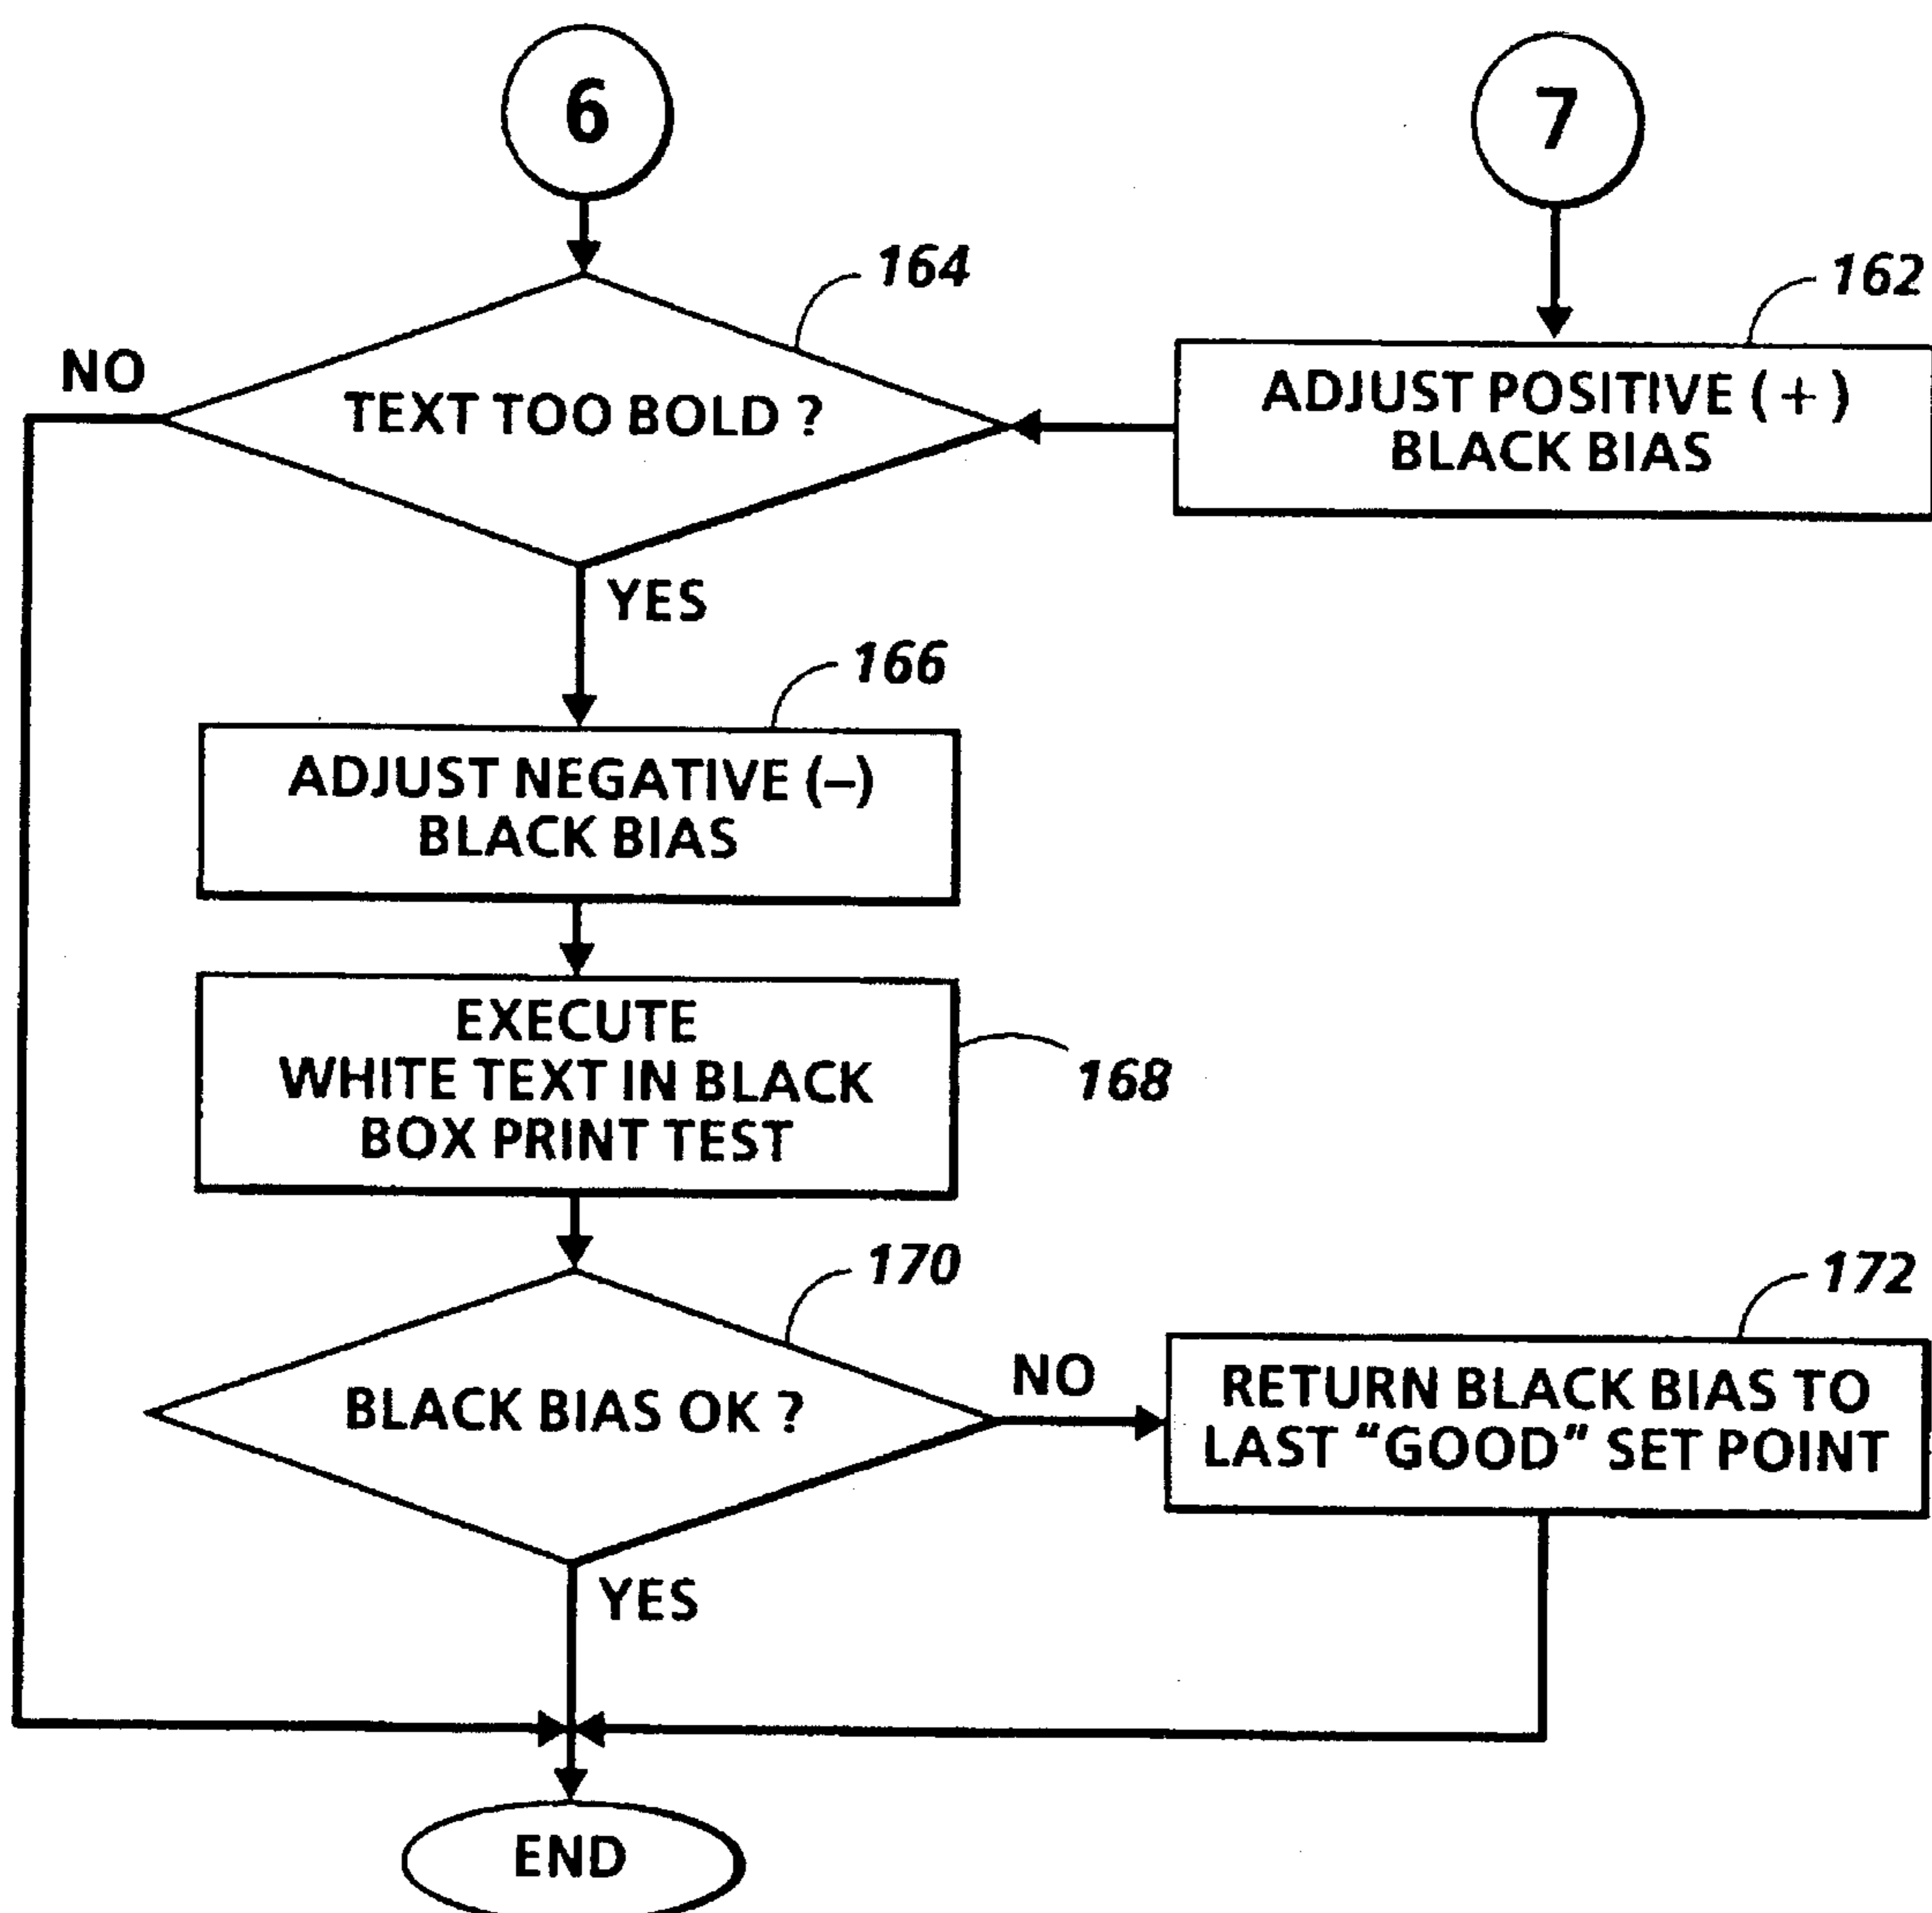 6
7
164
162
NO
TEXT TOO BOLD ?
ADJUST POSITIVE ( + )
BLACK BIAS
YES
166
ADJUST NEGATIVE (–)
BLACK BIAS
EXECUTE
WHITE TEXT IN BLACK
BOX PRINT TEST
168
170
172
BLACK BIAS OK ?
NO
RETURN BLACK BIAS TO
LAST “GOOD” SET POINT
YES
END